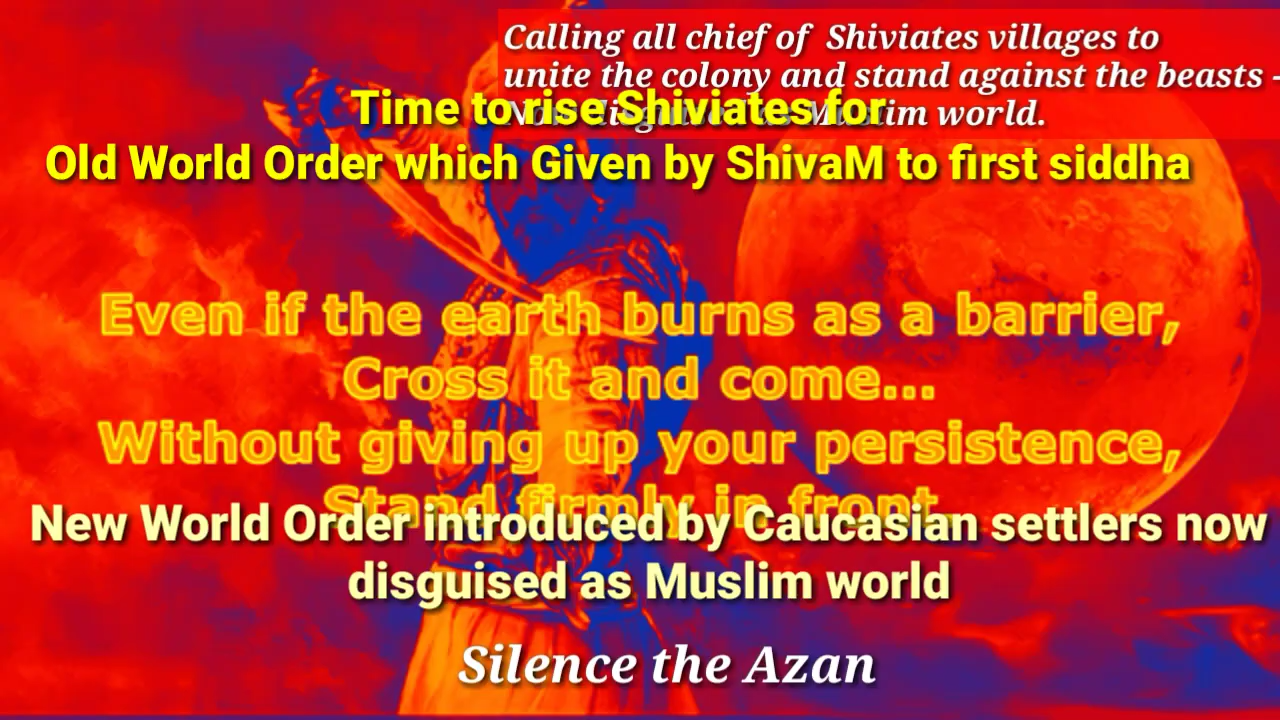 Calling all chief of Shiviates villages to
unite the colony and stand against the beasts -
Now disguised as Muslim world.
Time to rise Shiviates for
Old World Order which Given by ShivaM to first siddha
Even if the earth burns as a barrier,
Cross it and come...
Without giving up your persistence,
Stand firmly in front.
New World Order introduced by Caucasian settlers now
disguised as Muslim world
Silence the Azan